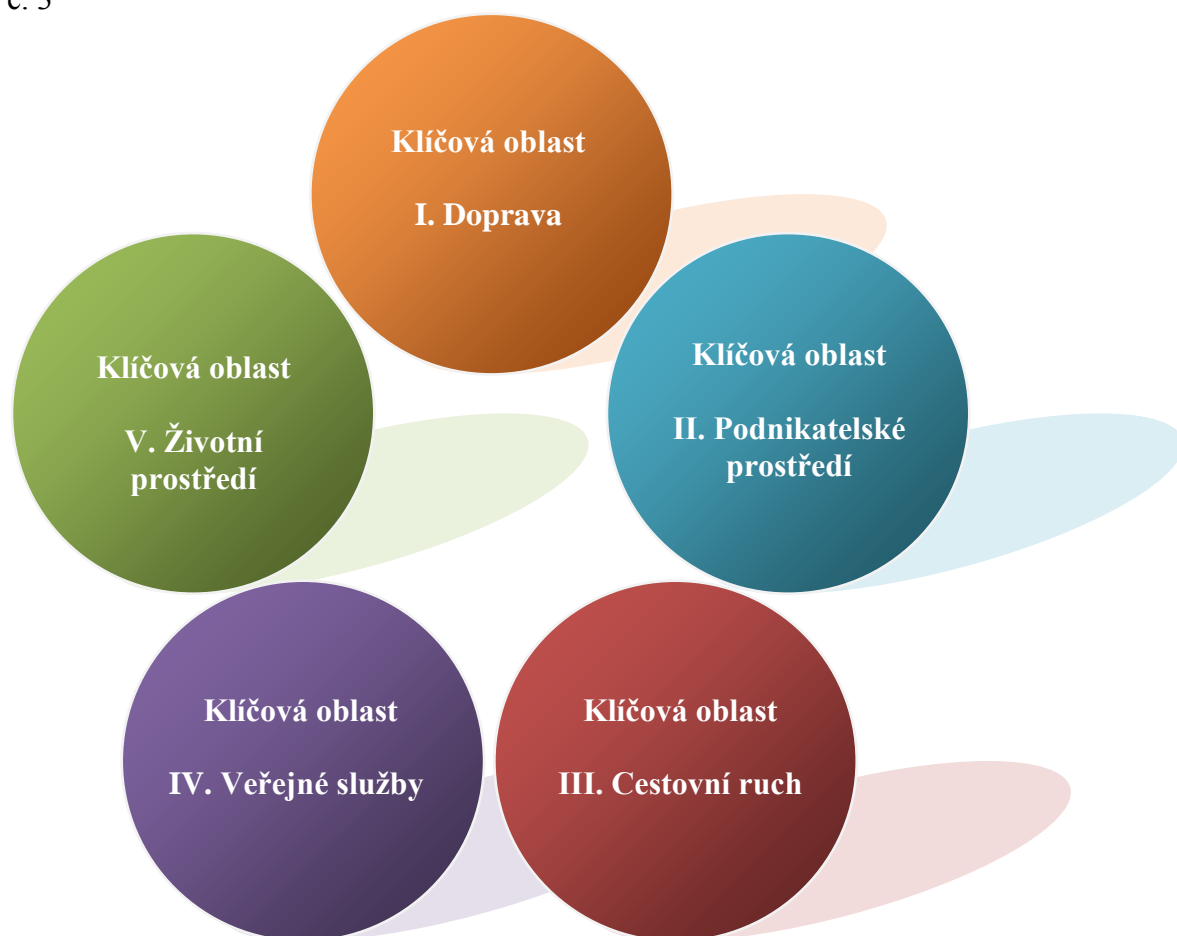 č. 3
Klíčová oblast
I. Doprava
Klíčová oblast
II. Podnikatelské
prostředí
Klíčová oblast
III. Cestovní ruch
Klíčová oblast
IV. Veřejné služby
Klíčová oblast
V. Životní
prostředí